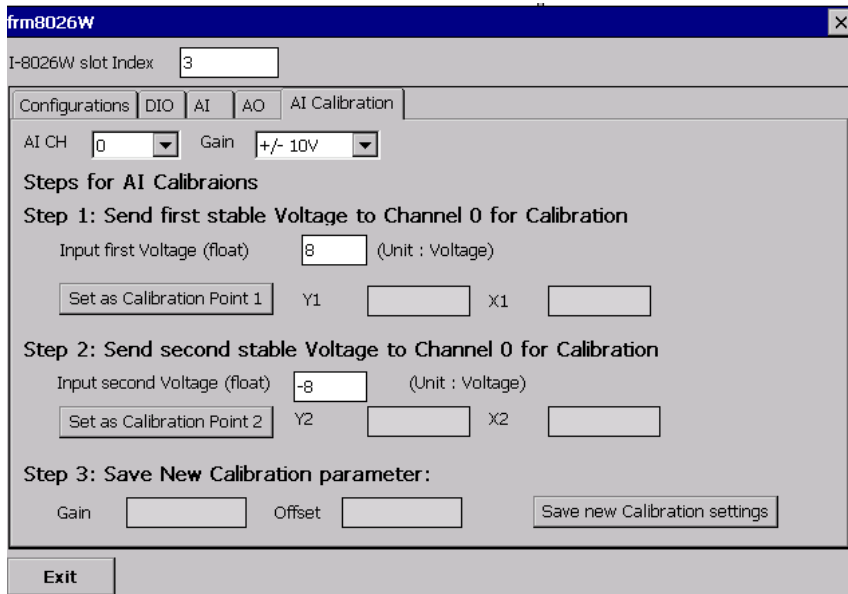 frm8026W
I-8026W slot Index 3
Configurations DIO AI AO AI Calibration
AI CH 0 Gain +/- 10V
Steps for AI Calibraions
Step 1: Send first stable Voltage to Channel 0 for Calibration
Input first Voltage (float) 8 (Unit : Voltage)
Set as Calibration Point 1 Y1 X1
Step 2: Send second stable Voltage to Channel 0 for Calibration
Input second Voltage (float) -8 (Unit : Voltage)
Set as Calibration Point 2 Y2 X2
Step 3: Save New Calibration parameter:
Gain Offset Save new Calibration settings
Exit